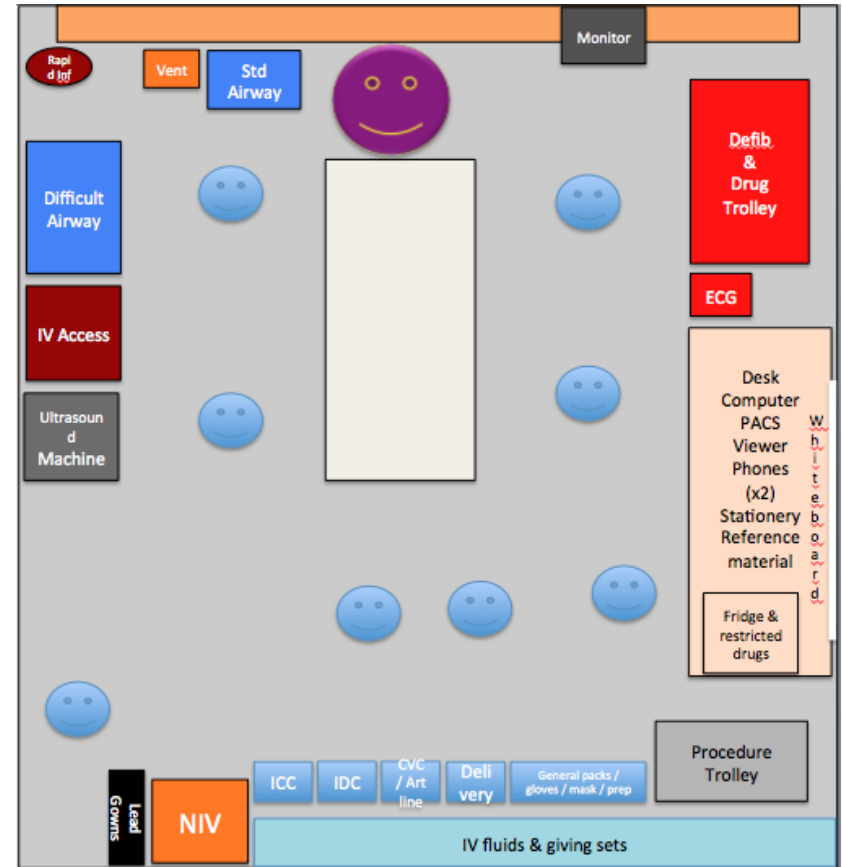 Monitor
Rapi
d Inf
Vent
Std
Airway
Defib
&
Drug
Trolley
Difficult
Airway
ECG
IV Access
Desk
Computer
PACS
Viewer
Phones
(x2)
Stationery
Reference
material
Whiteboard
Ultrasoun
d
Machine
Fridge &
restricted
drugs
Procedure
Trolley
ICC
IDC
CVC
/ Art
line
Deli
very
General packs /
gloves / mask / prep
Lead
Gowns
NIV
IV fluids & giving sets